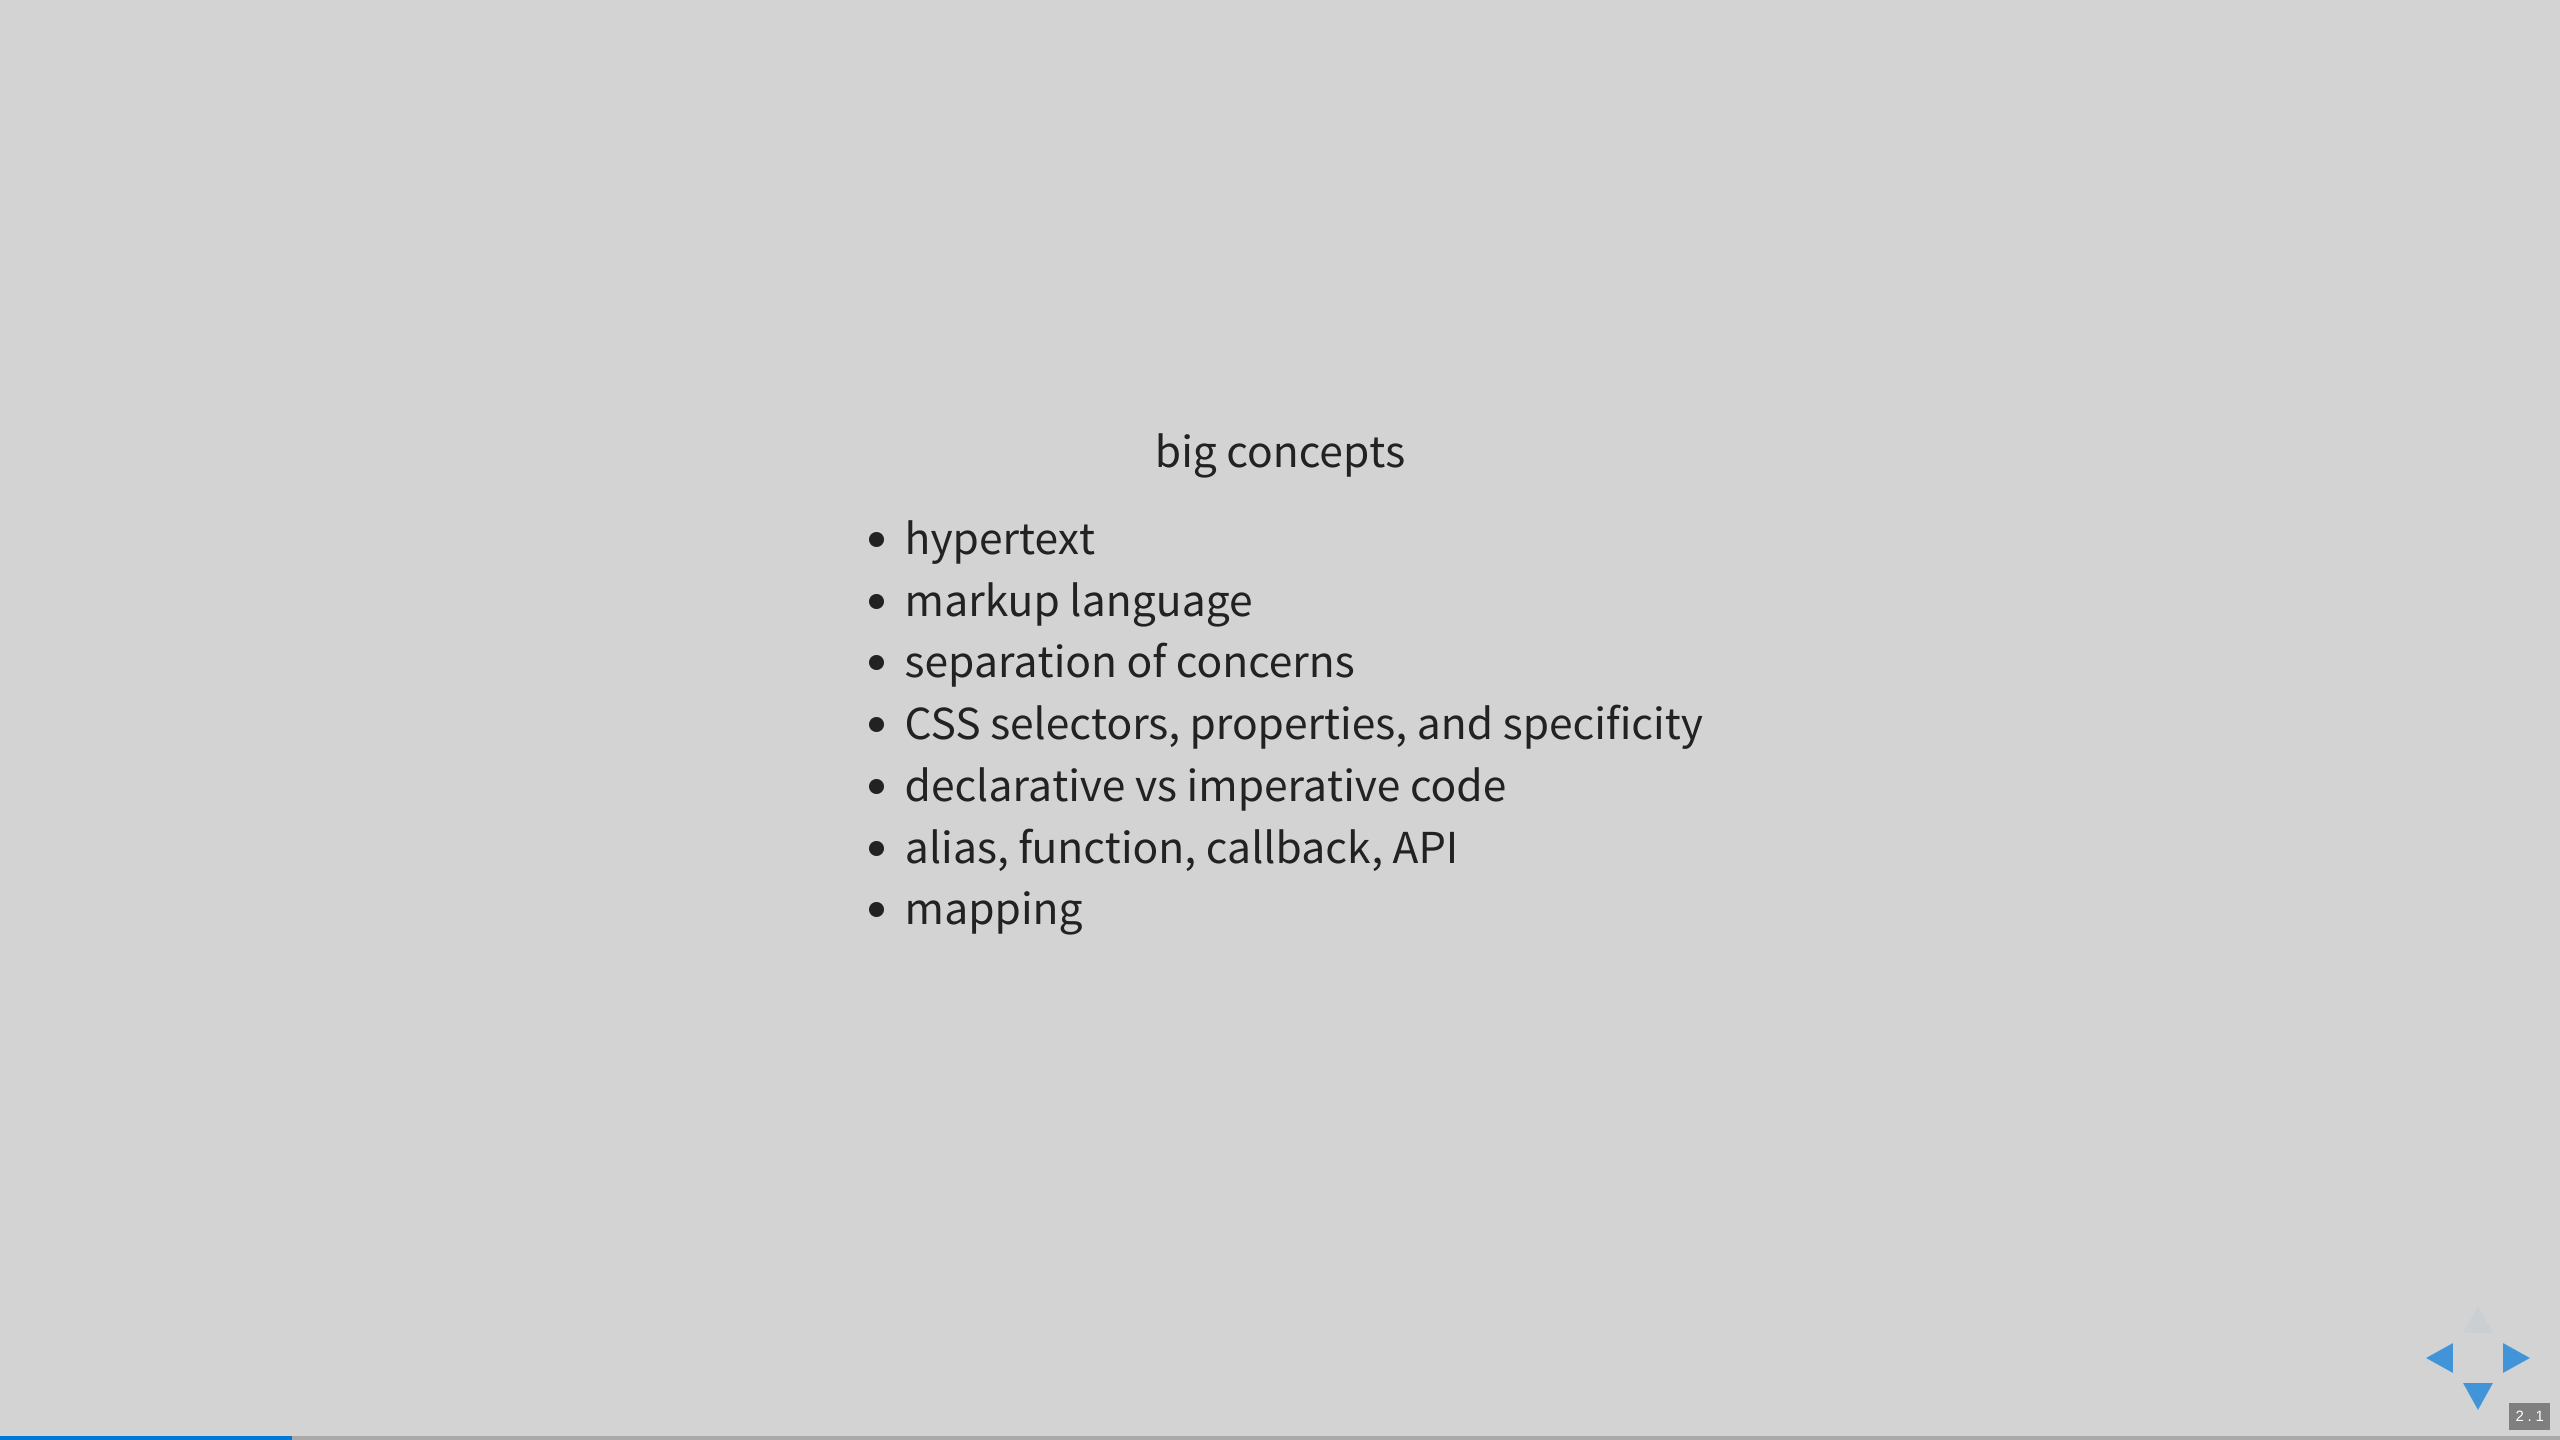 big concepts
• hypertext
• markup language
• separation of concerns
• CSS selectors, properties, and specificity
• declarative vs imperative code
• alias, function, callback, API
• mapping
2 . 1